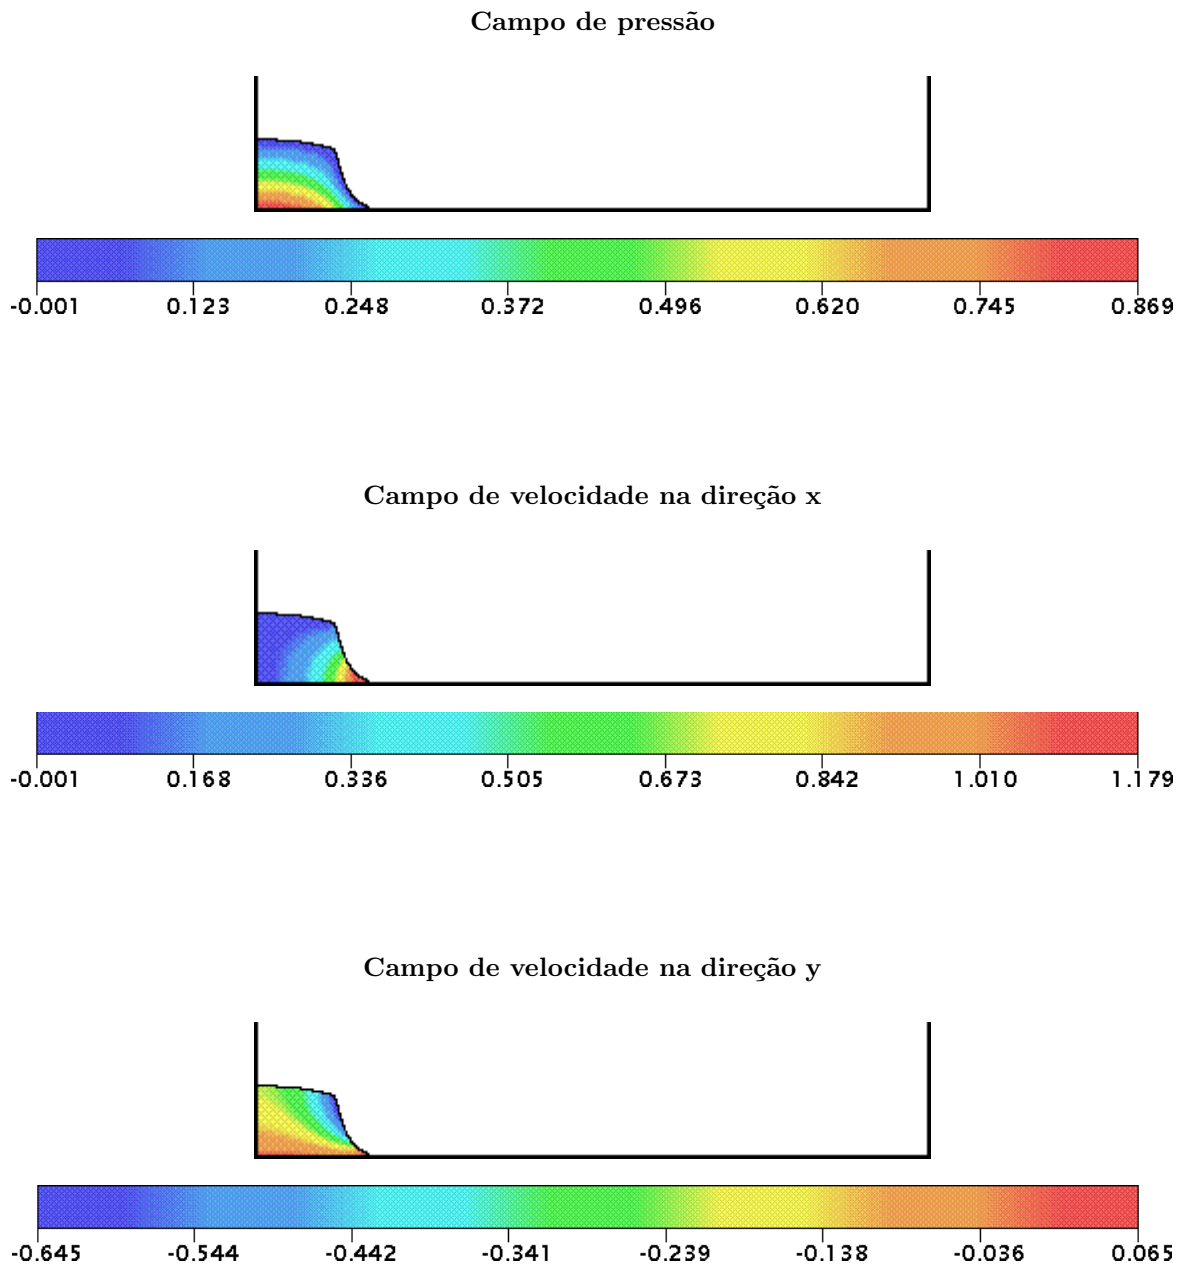 Campo de pressão
-0.001 0.123 0.248 0.372 0.496 0.620 0.745 0.869
Campo de velocidade na direção x
-0.001 0.168 0.336 0.505 0.673 0.842 1.010 1.179
Campo de velocidade na direção y
-0.645 -0.544 -0.442 -0.341 -0.239 -0.138 -0.036 0.065